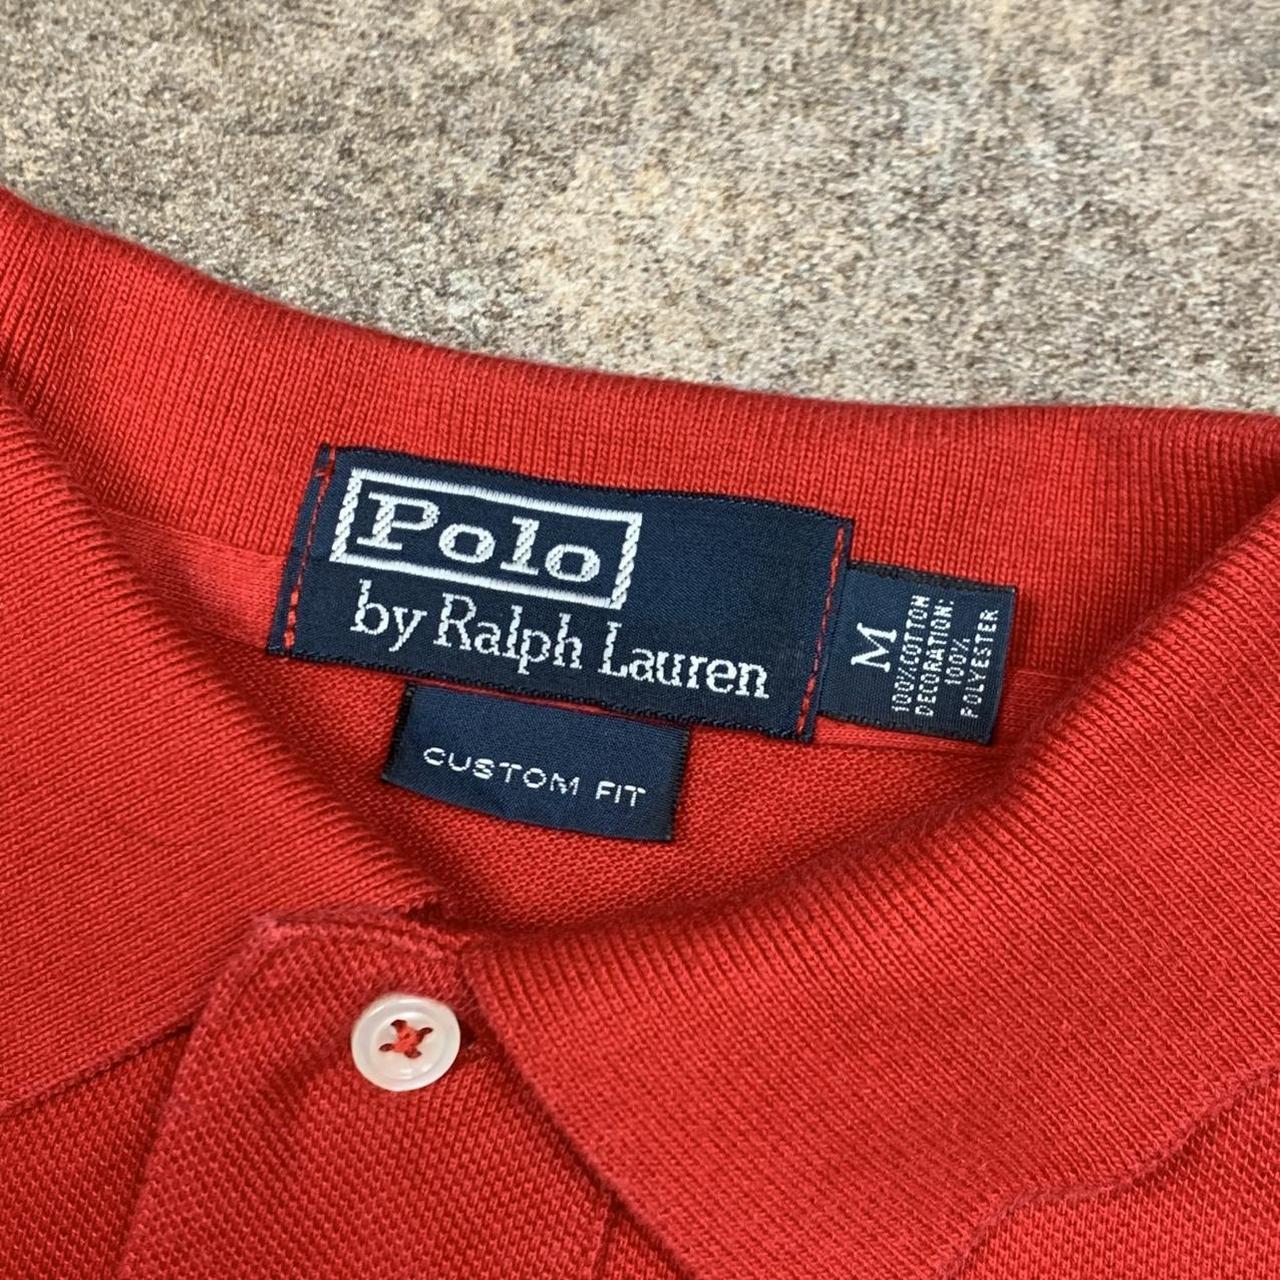 Polo
by Ralph Lauren
CUSTOM FIT
M
100% COTTON
DECORATION:
100%
POLYESTER